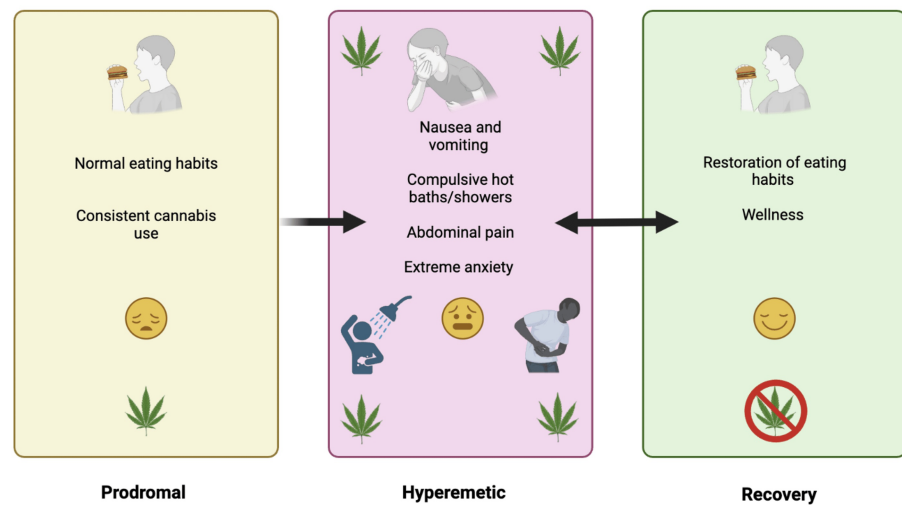 Normal eating habits
Consistent cannabis
use
Nausea and
vomiting
Compulsive hot
baths/showers
Abdominal pain
Extreme anxiety
Restoration of eating
habits
Wellness
Prodromal
Hyperemetic
Recovery